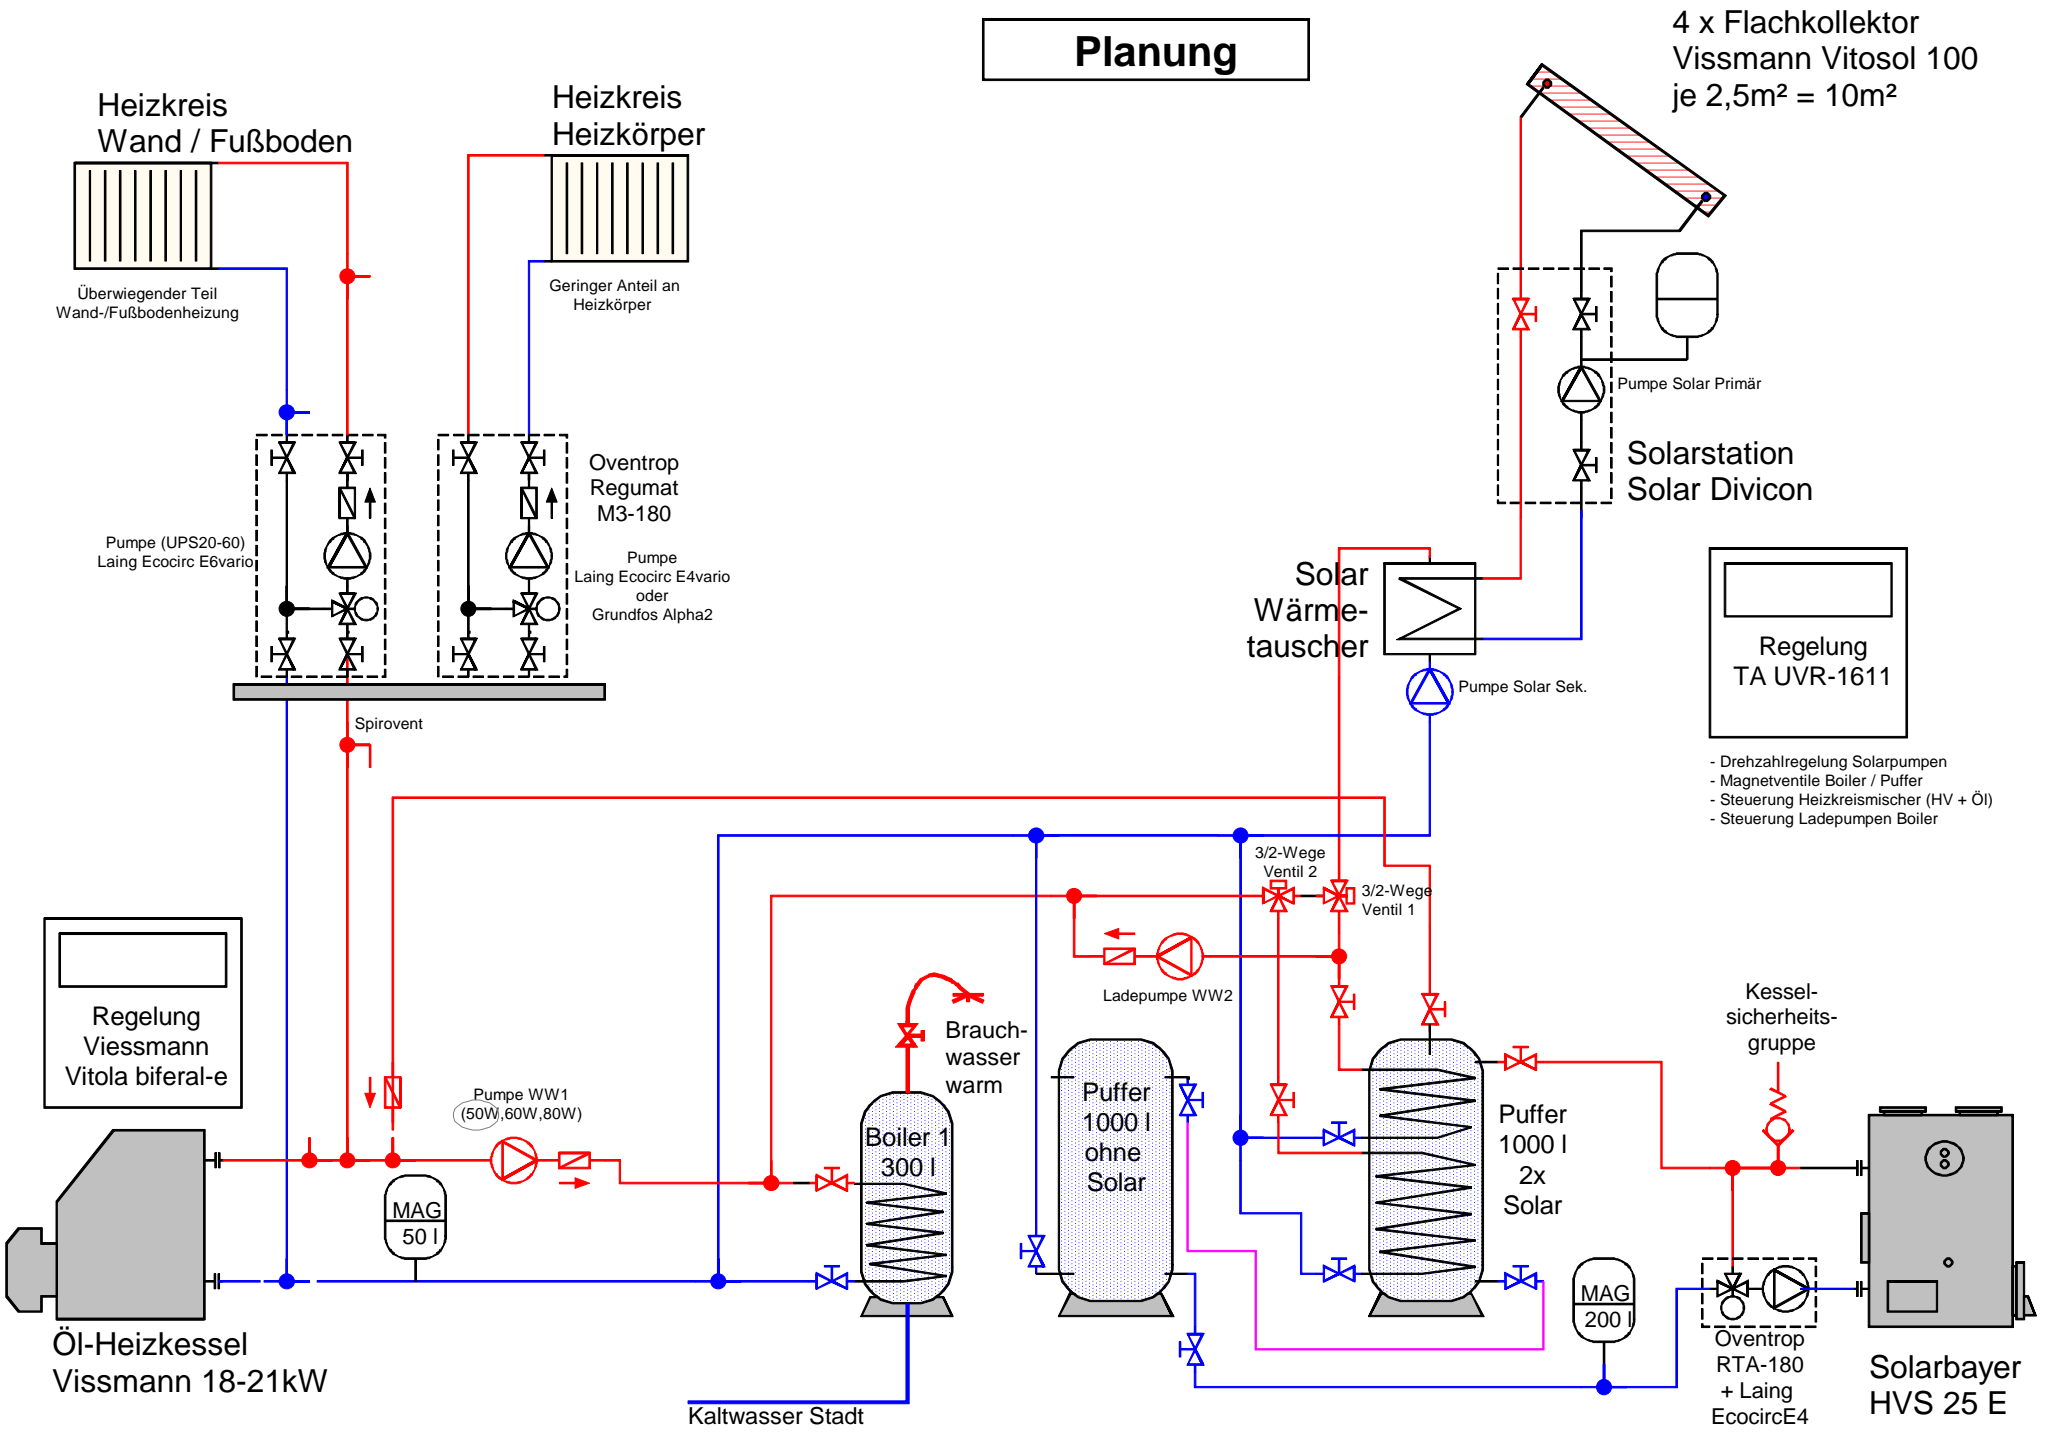 Planung
4 x Flachkollektor
Vissmann Vitosol 100
je 2,5m² = 10m²
Heizkreis
Wand / Fußboden
Heizkreis
Heizkörper
Überwiegender Teil
Wand-/Fußbodenheizung
Geringer Anteil an
Heizkörper
Pumpe Solar Primär
Solarstation
Solar Divicon
Oventrop
Regumat
M3-180
Pumpe (UPS20-60)
Laing Ecocirc E6vario
Pumpe
Laing Ecocirc E4vario
oder
Grundfos Alpha2
Solar
Wärme-
tauscher
Pumpe Solar Sek.
Regelung
TA UVR-1611
- Drehzahlregelung Solarpumpen
- Magnetventile Boiler / Puffer
- Steuerung Heizkreismischer (HV + Öl)
- Steuerung Ladepumpen Boiler
Spirovent
3/2-Wege
Ventil 2
3/2-Wege
Ventil 1
Ladepumpe WW2
Regelung
Viessmann
Vitola biferal-e
Pumpe WW1
(50W,60W,80W)
Brauch-
wasser
warm
Kessel-
sicherheits-
gruppe
Boiler 1
300 l
Puffer
1000 l
ohne
Solar
Puffer
1000 l
2x
Solar
MAG
50 l
MAG
200 l
Öl-Heizkessel
Vissmann 18-21kW
Kaltwasser Stadt
Oventrop
RTA-180
+ Laing
EcocircE4
Solarbayer
HVS 25 E